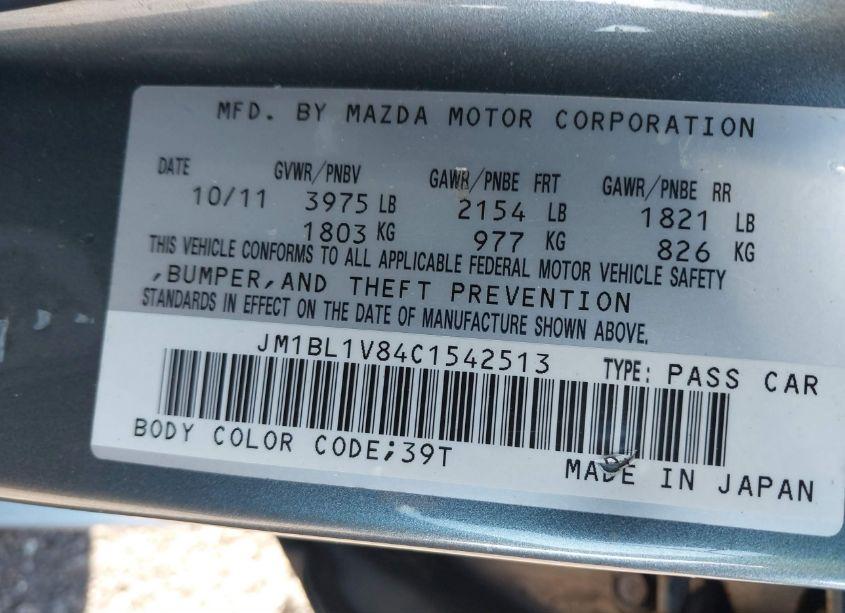 MFD. BY MAZDA MOTOR CORPORATION
DATE GVWR/PNBV GAWR/PNBE FRT GAWR/PNBE RR
10/11 3975 LB 2154 LB 1821 LB
1803 KG 977 KG 826 KG
THIS VEHICLE CONFORMS TO ALL APPLICABLE FEDERAL MOTOR VEHICLE SAFETY
,BUMPER,AND THEFT PREVENTION
STANDARDS IN EFFECT ON THE DATE OF MANUFACTURE SHOWN ABOVE.
JM1BL1V84C1542513 TYPE: PASS CAR
BODY COLOR CODE;39T
MADE IN JAPAN